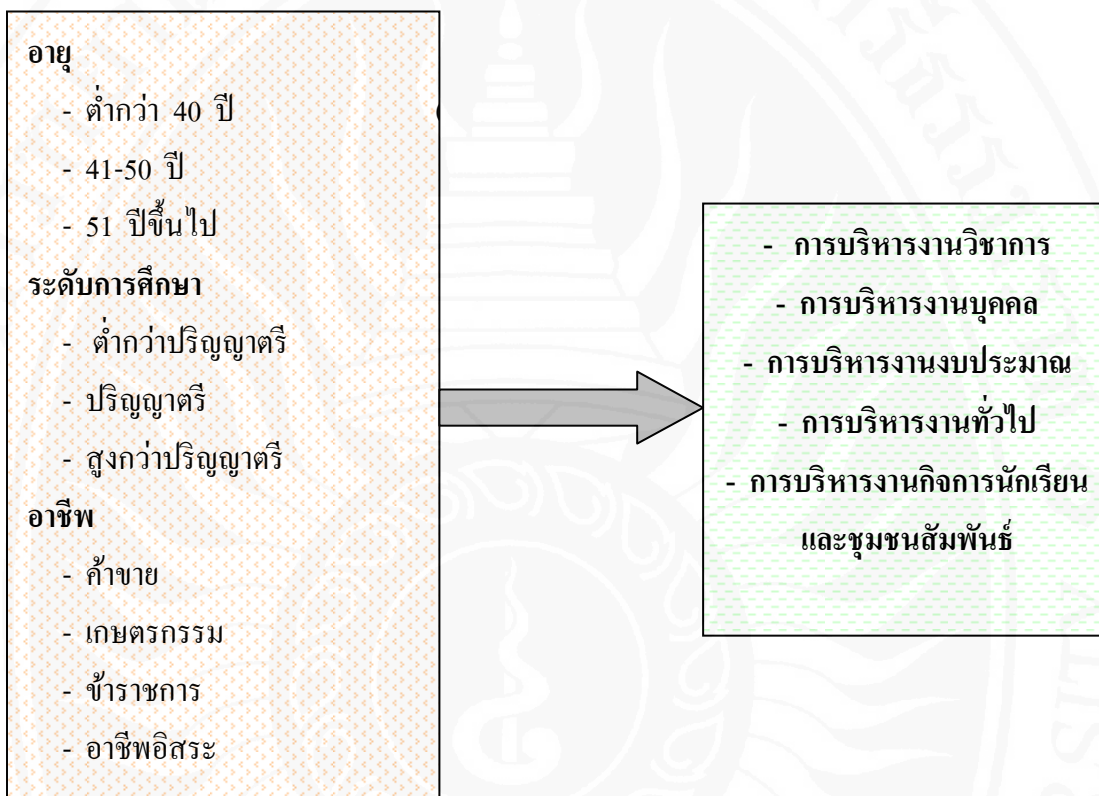 อายุ
- ต่ำกว่า 40 ปี
- 41-50 ปี
- 51 ปีขึ้นไป
ระดับการศึกษา
- ต่ำกว่าปริญญาตรี
- ปริญญาตรี
- สูงกว่าปริญญาตรี
อาชีพ
- ค้าขาย
- เกษตรกรรม
- ข้าราชการ
- อาชีพอิสระ
- การบริหารงานวิชาการ
- การบริหารงานบุคคล
- การบริหารงานงบประมาณ
- การบริหารงานทั่วไป
- การบริหารงานกิจการนักเรียน
และชุมชนสัมพันธ์